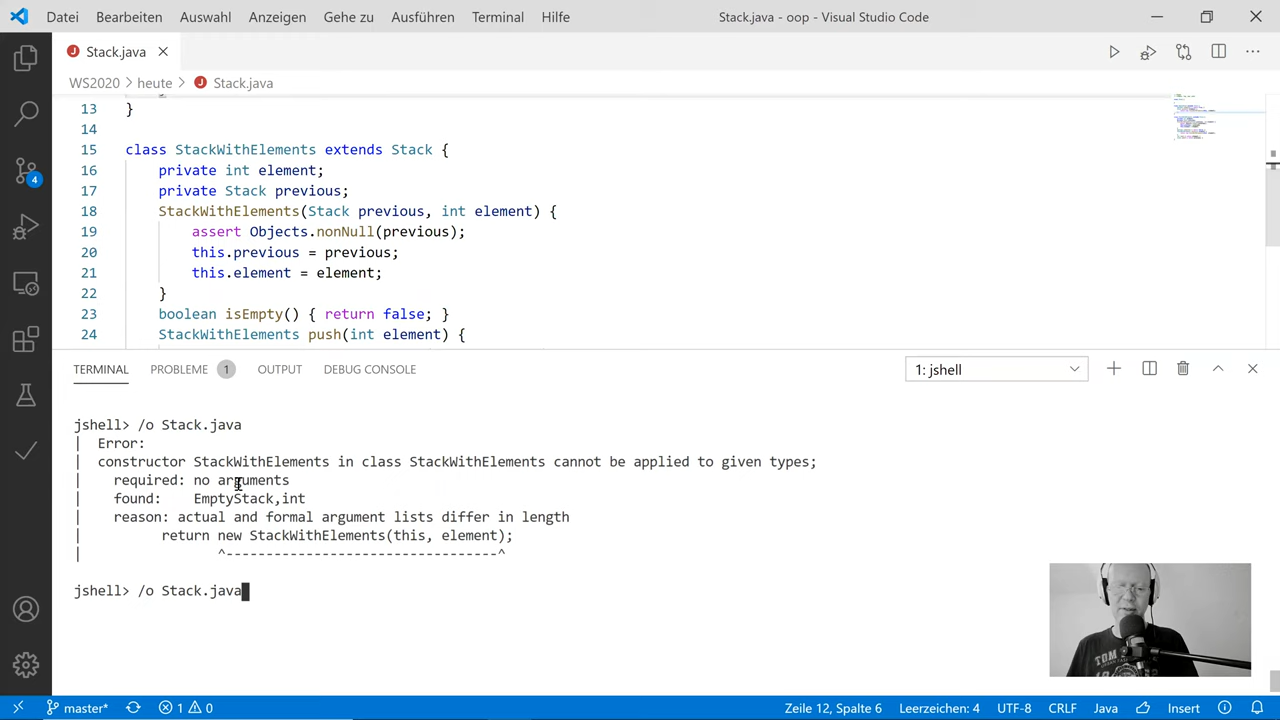 Datei Bearbeiten Auswahl Anzeigen Gehe zu Ausführen Terminal Hilfe Stack.java - oop - Visual Studio Code
Stack.java
WS2020 > heute > Stack.java
13 }
14
15 class StackWithElements extends Stack {
16 private int element;
17 private Stack previous;
18 StackWithElements(Stack previous, int element) {
19 assert Objects.nonNull(previous);
20 this.previous = previous;
21 this.element = element;
22 }
23 boolean isEmpty() { return false; }
24 StackWithElements push(int element) {
4
TERMINAL PROBLEME 1 OUTPUT DEBUG CONSOLE 1: jshell
jshell> /o Stack.java
| Error:
| constructor StackWithElements in class StackWithElements cannot be applied to given types;
| required: no arguments
| found: EmptyStack,int
| reason: actual and formal argument lists differ in length
| return new StackWithElements(this, element);
| ^---------------------------------^
jshell> /o Stack.java
TOM
master* 1 0 Zeile 12, Spalte 6 Leerzeichen: 4 UTF-8 CRLF Java Insert